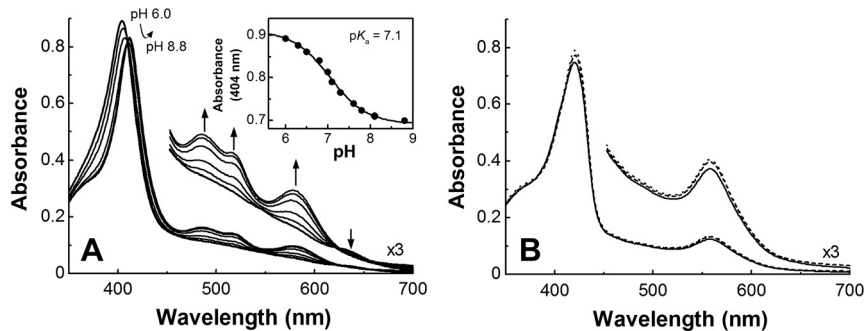 pH 6.0
pH 8.8
pKa = 7.1
Absorbance
(404 nm)
0.9
0.8
0.7
6 7 8 9
pH
Absorbance
0.8
0.6
0.4
0.2
0
A
x3
400 500 600 700
Wavelength (nm)
Absorbance
0.8
0.6
0.4
0.2
0
B
x3
400 500 600 700
Wavelength (nm)